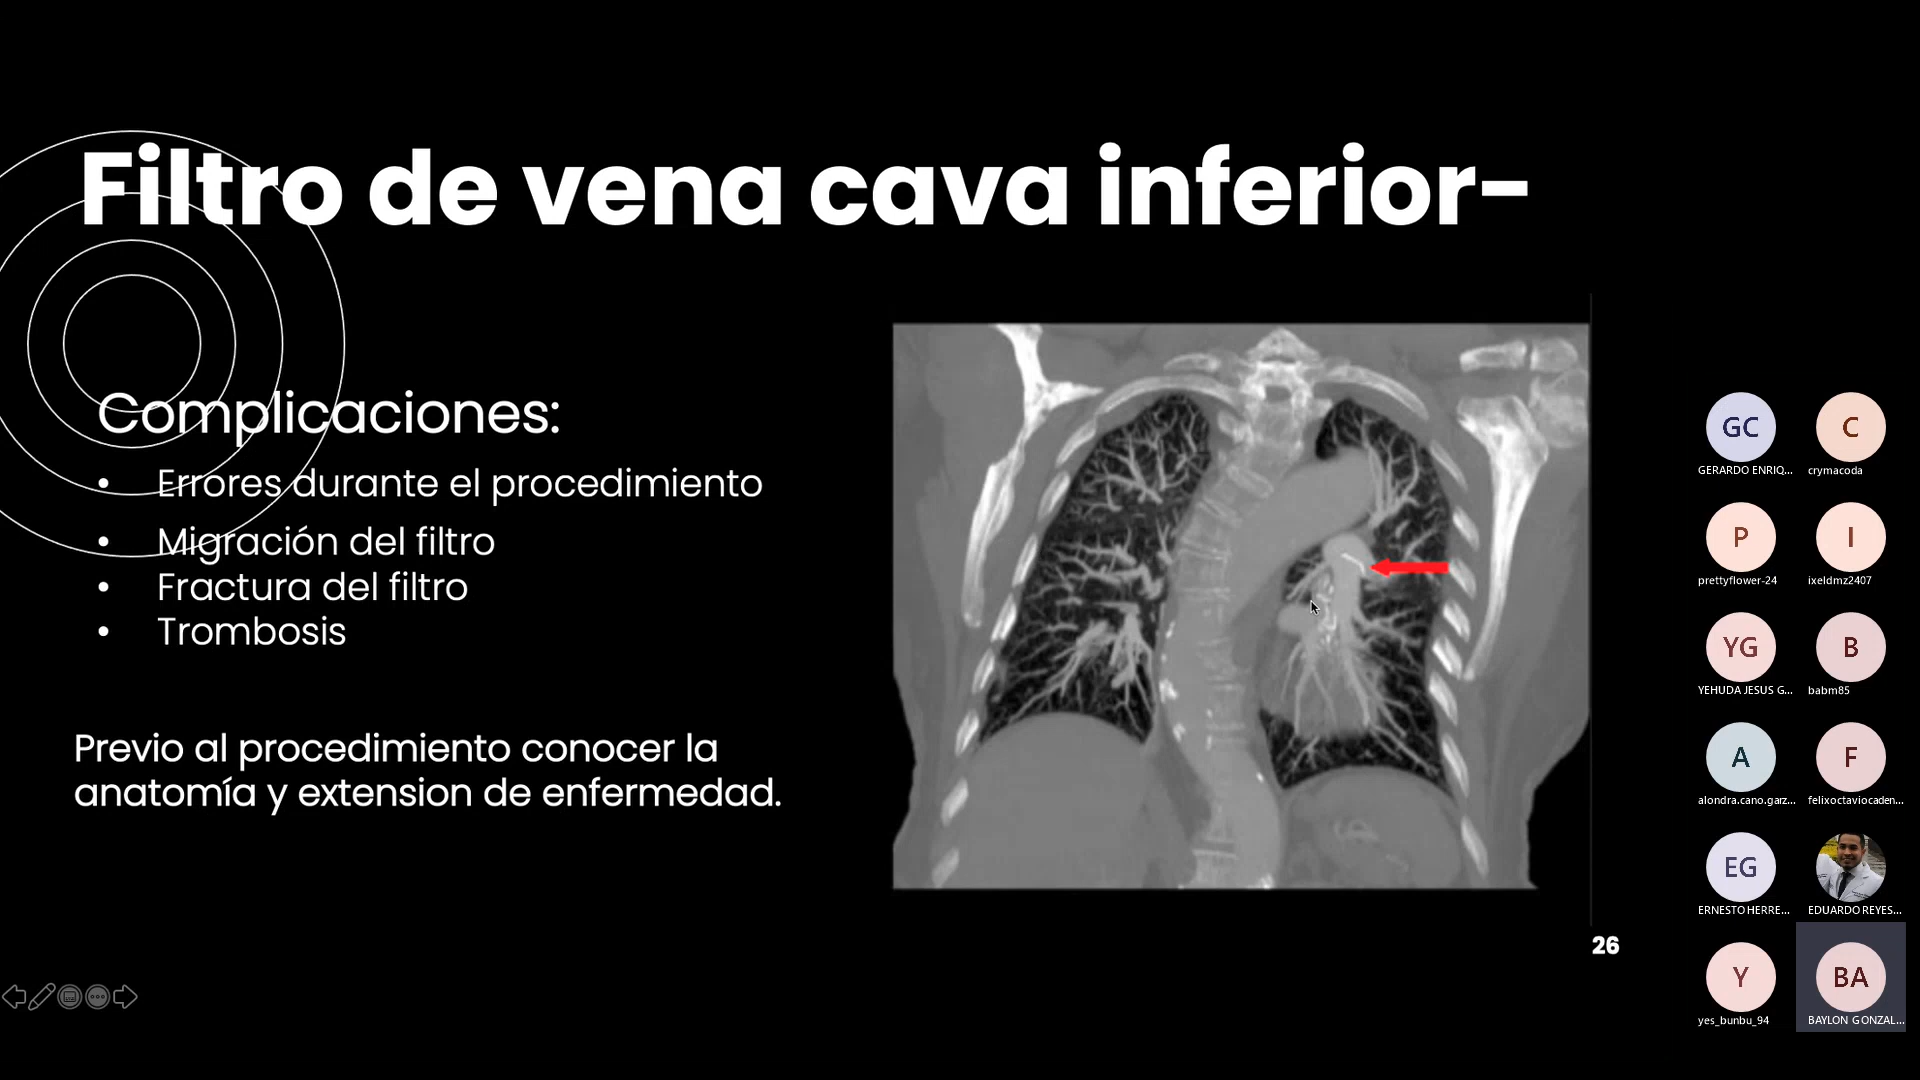 Filtro de vena cava inferior-
Complicaciones:
• Errores durante el procedimiento
• Migración del filtro
• Fractura del filtro
• Trombosis
Previo al procedimiento conocer la
anatomía y extension de enfermedad.
26
GC
GERARDO ENRIQ...
C
crymacoda
P
prettyflower-24
I
ixeldmz2407
YG
YEHUDA JESUS G...
B
babm85
A
alondra.cano.garz...
F
felixoctaviocaden...
EG
ERNESTO HERRE...
EDUARDO REYES...
Y
yes_bunbu_94
BA
BAYLON GONZAL...